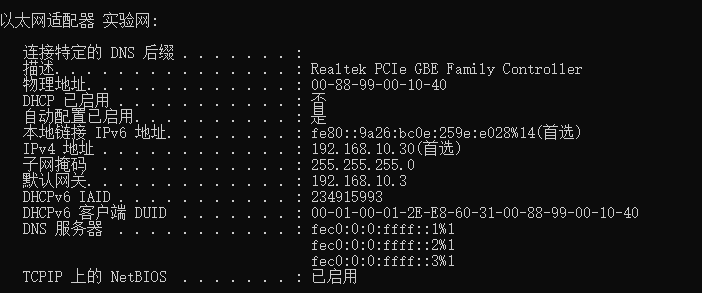 以太网适配器 实验网:
连接特定的 DNS 后缀 . . . . . . . :
描述. . . . . . . . . . . . . . . : Realtek PCIe GBE Family Controller
物理地址. . . . . . . . . . . . . : 00-88-99-00-10-40
DHCP 已启用 . . . . . . . . . . . : 否
自动配置已启用. . . . . . . . . . : 是
本地链接 IPv6 地址. . . . . . . . : fe80::9a26:bc0e:259e:e028%14(首选)
IPv4 地址 . . . . . . . . . . . . : 192.168.10.30(首选)
子网掩码 . . . . . . . . . . . . : 255.255.255.0
默认网关. . . . . . . . . . . . . : 192.168.10.3
DHCPv6 IAID . . . . . . . . . . . : 234915993
DHCPv6 客户端 DUID . . . . . . . : 00-01-00-01-2E-E8-60-31-00-88-99-00-10-40
DNS 服务器 . . . . . . . . . . . : fec0:0:0:ffff::1%1
fec0:0:0:ffff::2%1
fec0:0:0:ffff::3%1
TCPIP 上的 NetBIOS . . . . . . . : 已启用